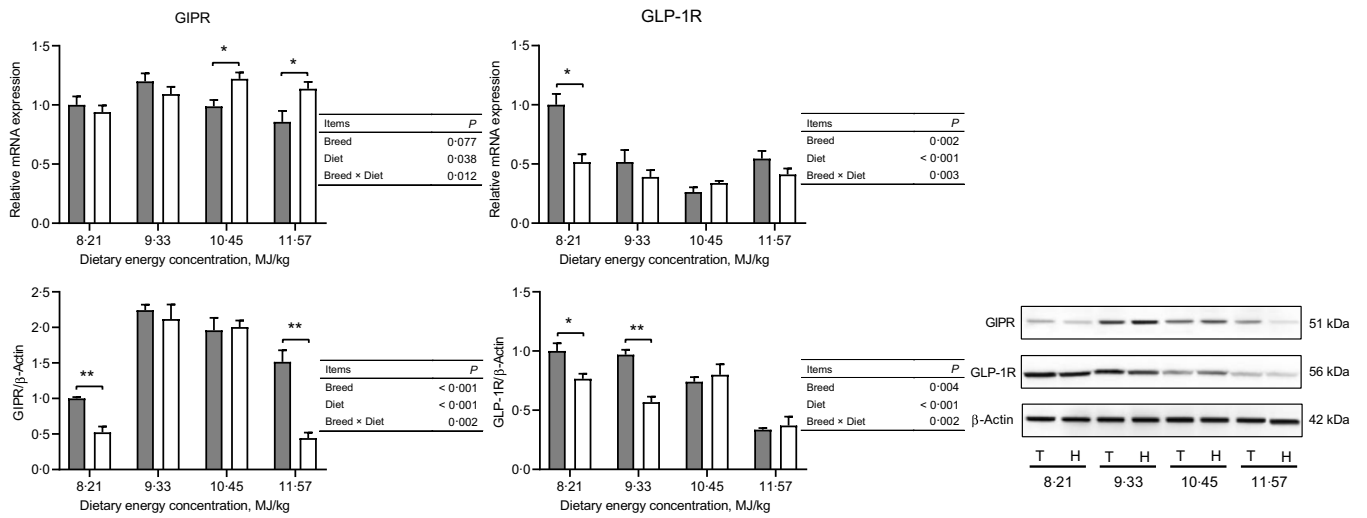 GIPR
GLP-1R
Relative mRNA expression
1·5
1·0
0·5
0·0
*
*
8·21 9·33 10·45 11·57
Dietary energy concentration, MJ/kg
Items P
Breed 0·077
Diet 0·038
Breed × Diet 0·012
Relative mRNA expression
1·5
1·0
0·5
0·0
*
8·21 9·33 10·45 11·57
Dietary energy concentration, MJ/kg
Items P
Breed 0·002
Diet < 0·001
Breed × Diet 0·003
GIPR/β-Actin
2·5
2·0
1·5
1·0
0·5
0·0
**
**
8·21 9·33 10·45 11·57
Dietary energy concentration, MJ/kg
Items P
Breed < 0·001
Diet < 0·001
Breed × Diet 0·002
GLP-1R/β-Actin
1·5
1·0
0·5
0·0
*
**
8·21 9·33 10·45 11·57
Dietary energy concentration, MJ/kg
Items P
Breed 0·004
Diet < 0·001
Breed × Diet 0·002
GIPR 51 kDa
GLP-1R 56 kDa
β-Actin 42 kDa
T H T H T H T H
8·21 9·33 10·45 11·57